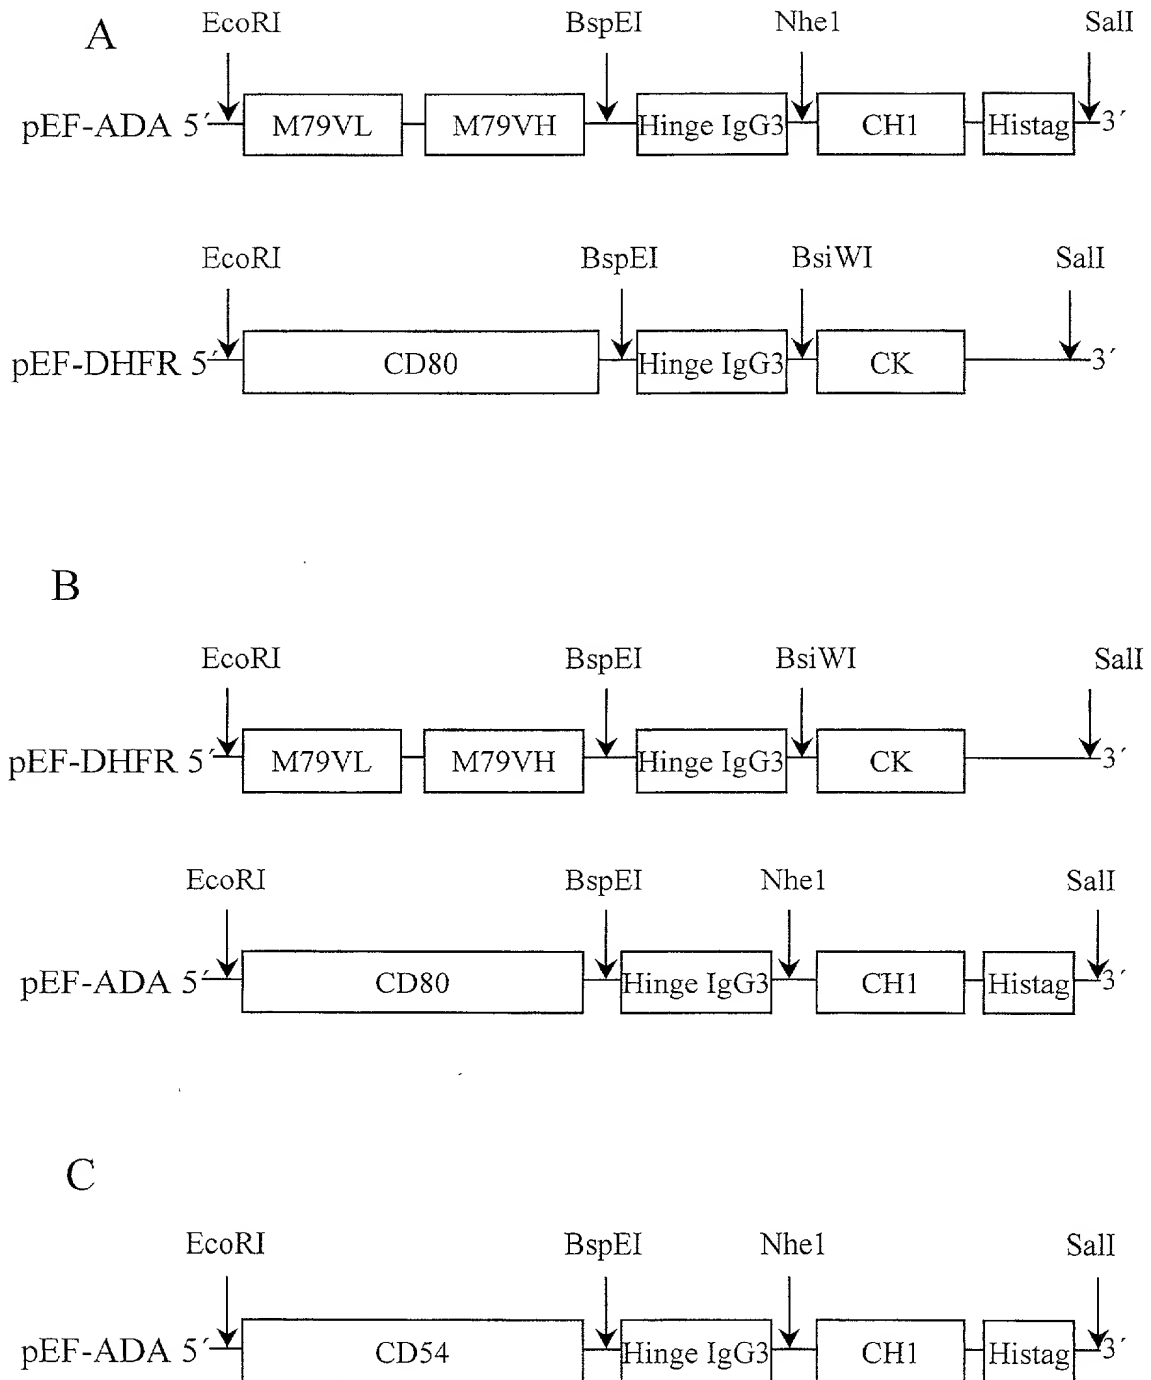 A
EcoRI BspEI Nhe1 SalI
pEF-ADA 5´ M79VL M79VH Hinge IgG3 CH1 Histag 3´
EcoRI BspEI BsiWI SalI
pEF-DHFR 5´ CD80 Hinge IgG3 CK 3´
B
EcoRI BspEI BsiWI SalI
pEF-DHFR 5´ M79VL M79VH Hinge IgG3 CK 3´
EcoRI BspEI Nhe1 SalI
pEF-ADA 5´ CD80 Hinge IgG3 CH1 Histag 3´
C
EcoRI BspEI Nhe1 SalI
pEF-ADA 5´ CD54 Hinge IgG3 CH1 Histag 3´